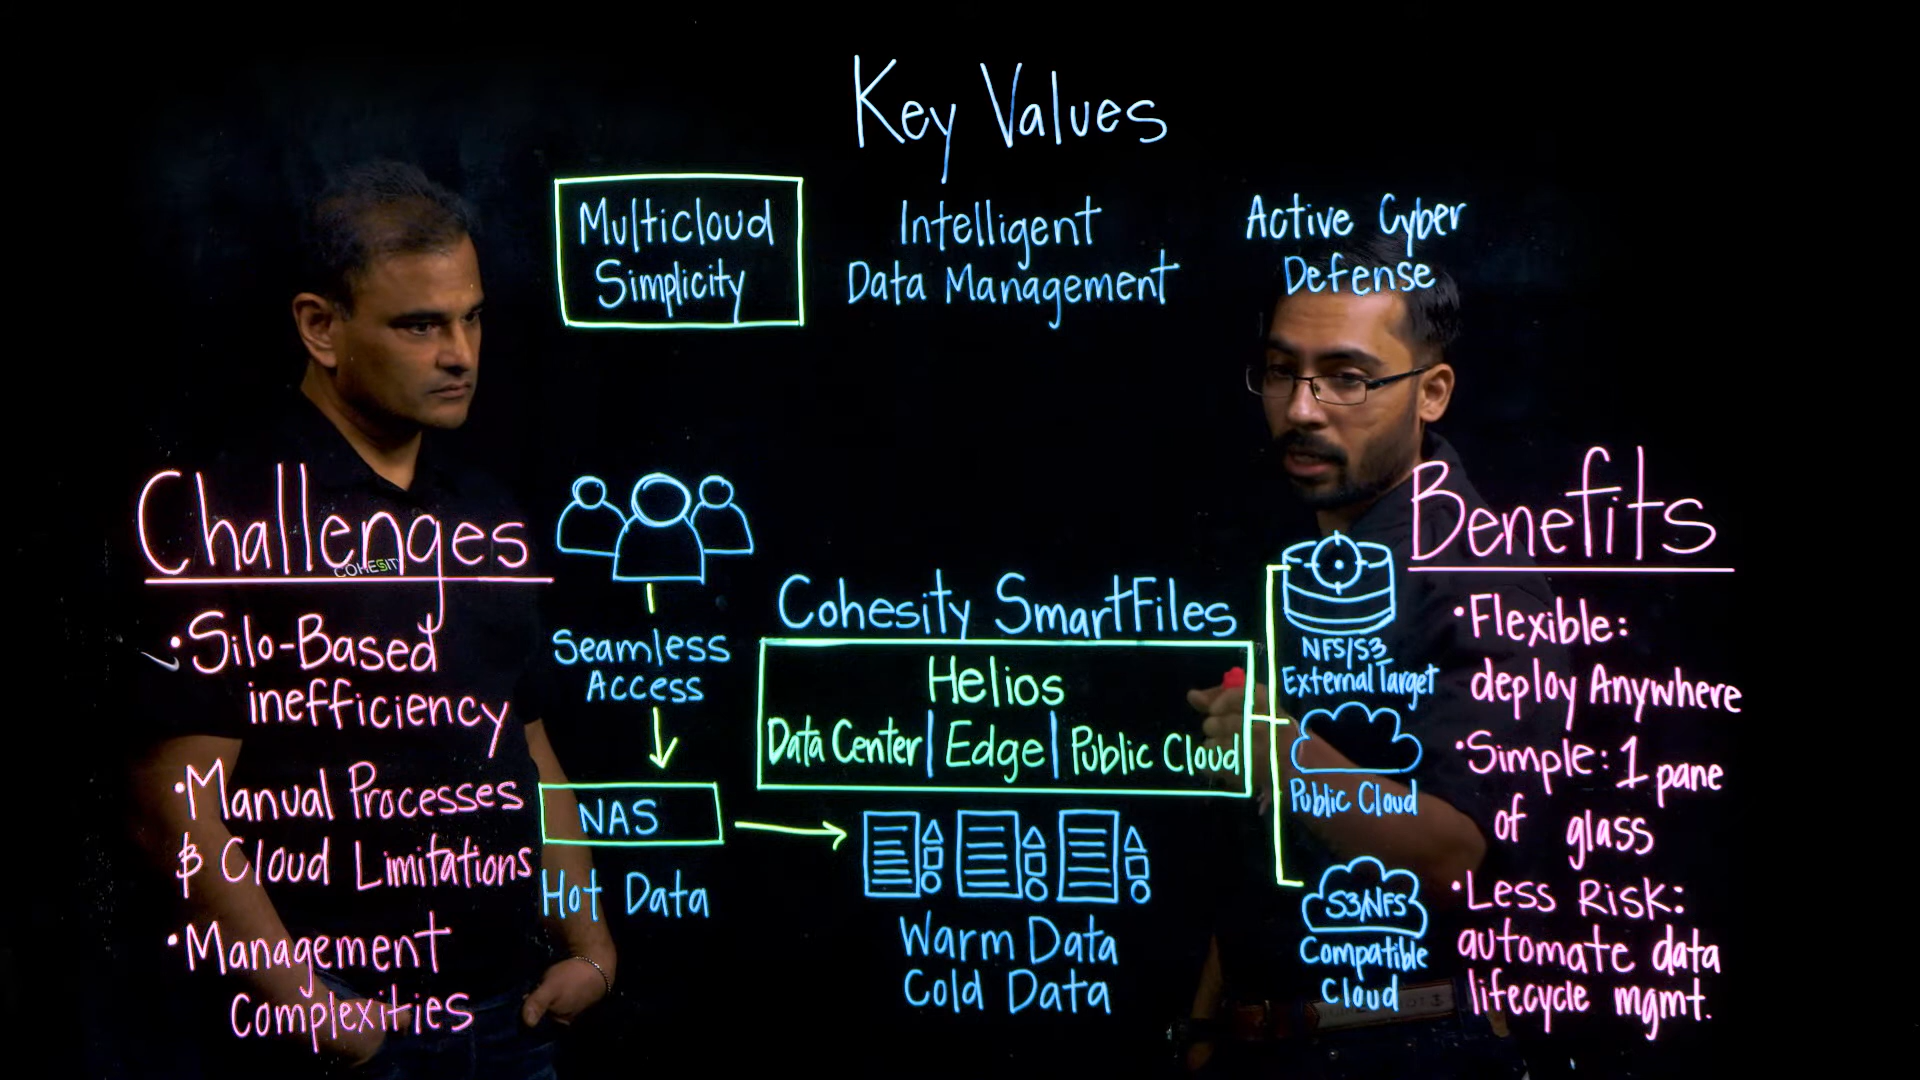 Key Values
Multicloud
Simplicity
Intelligent
Data Management
Active Cyber
Defense
Challenges
COHESITY
• Silo-Based
inefficiency
• Manual Processes
& Cloud Limitations
• Management
Complexities
Seamless
Access
NAS
Hot Data
Cohesity SmartFiles
Helios
Data Center | Edge | Public Cloud
Warm Data
Cold Data
NFS/S3
External Target
Public Cloud
S3/NFS
Compatible
Cloud
Benefits
• Flexible:
deploy Anywhere
• Simple: 1 pane
of glass
• Less Risk:
automate data
lifecycle mgmt.